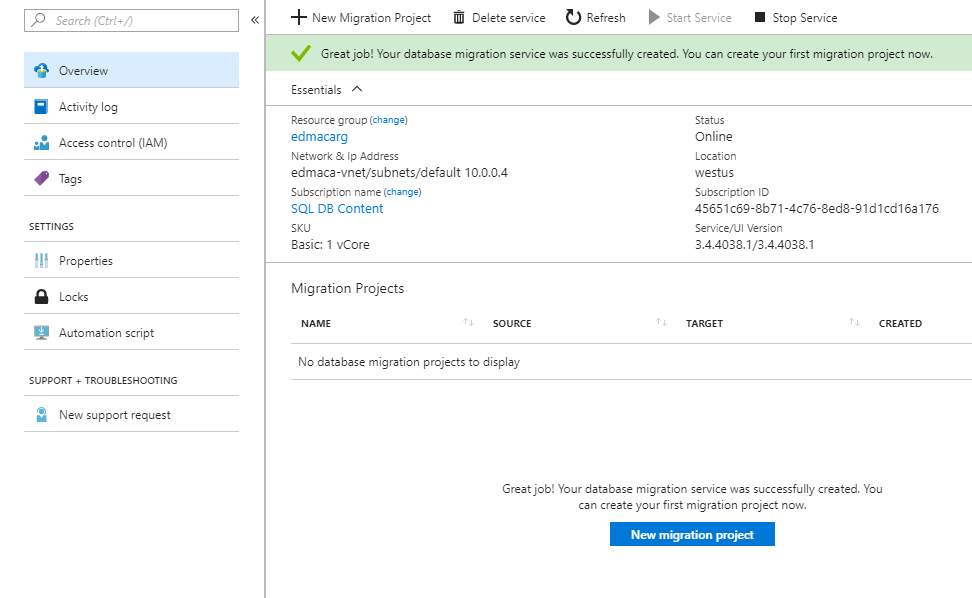 Search (Ctrl+/)
«
Overview
Activity log
Access control (IAM)
Tags
SETTINGS
Properties
Locks
Automation script
SUPPORT + TROUBLESHOOTING
New support request
New Migration Project
Delete service
Refresh
Start Service
Stop Service
Great job! Your database migration service was successfully created. You can create your first migration project now.
Essentials
Resource group (change)
edmacarg
Network & Ip Address
edmaca-vnet/subnets/default 10.0.0.4
Subscription name (change)
SQL DB Content
SKU
Basic: 1 vCore
Status
Online
Location
westus
Subscription ID
45651c69-8b71-4c76-8ed8-91d1cd16a176
Service/UI Version
3.4.4038.1/3.4.4038.1
Migration Projects
NAME SOURCE TARGET CREATED
No database migration projects to display
Great job! Your database migration service was successfully created. You
can create your first migration project now.
New migration project